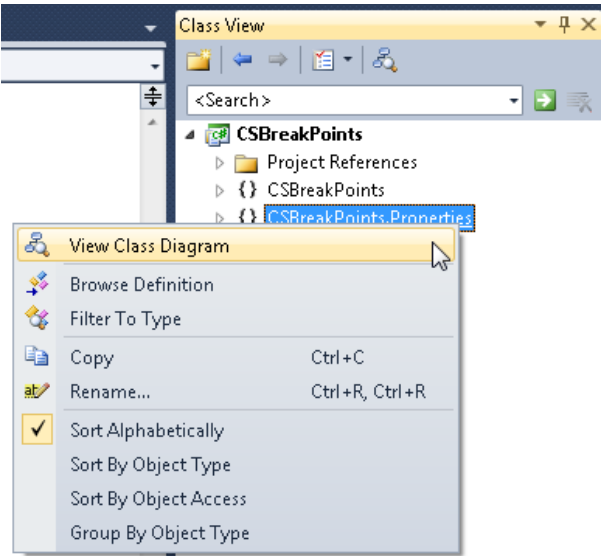 Class View
<Search>
CSBreakPoints
Project References
{} CSBreakPoints
{} CSBreakPoints.Properties
View Class Diagram
Browse Definition
Filter To Type
Copy Ctrl+C
Rename... Ctrl+R, Ctrl+R
Sort Alphabetically
Sort By Object Type
Sort By Object Access
Group By Object Type